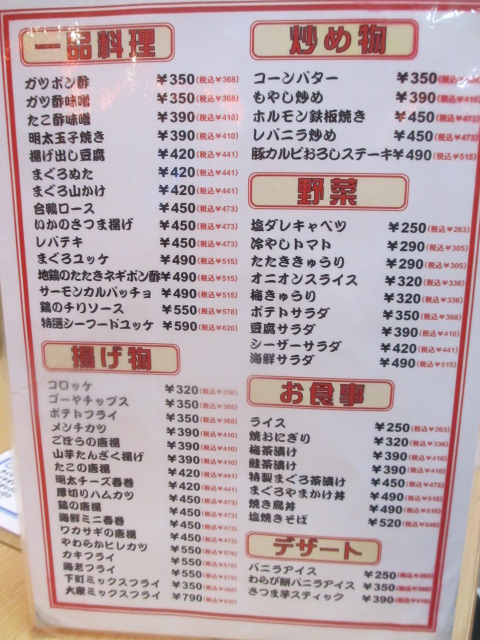 一品料理
ガツポン酢 ¥350(税込¥368)
ガツ酢味噌 ¥350(税込¥368)
たこ酢味噌 ¥390(税込¥410)
明太玉子焼き ¥390(税込¥410)
揚げ出し豆腐 ¥420(税込¥441)
まぐろぬた ¥420(税込¥441)
まぐろ山かけ ¥420(税込¥441)
合鴨ロース ¥450(税込¥473)
いかのさつま揚げ ¥450(税込¥473)
レバテキ ¥450(税込¥473)
まぐろユッケ ¥490(税込¥515)
地鶏のたたきネギポン酢¥490(税込¥515)
サーモンカルパッチョ ¥490(税込¥515)
鶏のチリソース ¥550(税込¥578)
特選シーフードユッケ ¥590(税込¥620)
揚げ物
コロッケ ¥320(税込¥336)
ゴーヤチップス ¥350(税込¥368)
ポテトフライ ¥350(税込¥368)
メンチカツ ¥390(税込¥410)
ごぼうの唐揚 ¥390(税込¥410)
山芋たんざく揚げ ¥390(税込¥410)
たこの唐揚 ¥420(税込¥441)
明太チーズ春巻 ¥420(税込¥441)
厚切りハムカツ ¥450(税込¥473)
鶏の唐揚 ¥450(税込¥473)
海鮮ミニ春巻 ¥450(税込¥473)
ワカサギの唐揚 ¥450(税込¥473)
やわらかヒレカツ ¥550(税込¥578)
カキフライ ¥550(税込¥578)
海老フライ ¥550(税込¥578)
下町ミックスフライ ¥550(税込¥578)
大衆ミックスフライ ¥790(税込¥830)
炒め物
コーンバター ¥350(税込¥368)
もやし炒め ¥390(税込¥410)
ホルモン鉄板焼き ¥450(税込¥473)
レバニラ炒め ¥450(税込¥473)
豚カルビおろしステーキ¥490(税込¥515)
野菜
塩ダレキャベツ ¥250(税込¥263)
冷やしトマト ¥290(税込¥305)
たたききゅうり ¥290(税込¥305)
オニオンスライス ¥320(税込¥336)
梅きゅうり ¥320(税込¥336)
ポテトサラダ ¥350(税込¥368)
豆腐サラダ ¥390(税込¥410)
シーザーサラダ ¥420(税込¥441)
海鮮サラダ ¥490(税込¥515)
お食事
ライス ¥250(税込¥263)
焼おにぎり ¥320(税込¥336)
梅茶漬け ¥390(税込¥410)
鮭茶漬け ¥390(税込¥410)
特製まぐろ茶漬け ¥450(税込¥473)
まぐろやまかけ丼 ¥490(税込¥515)
焼き鳥丼 ¥490(税込¥515)
塩焼きそば ¥520(税込¥546)
デザート
バニラアイス ¥250(税込¥263)
わらび餅バニラアイス ¥350(税込¥368)
さつま芋スティック ¥390(税込¥410)